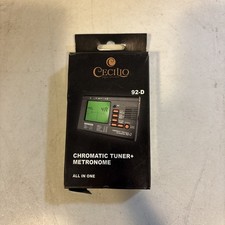 CECILIO
92-D
CHROMATIC TUNER+
METRONOME
ALL IN ONE